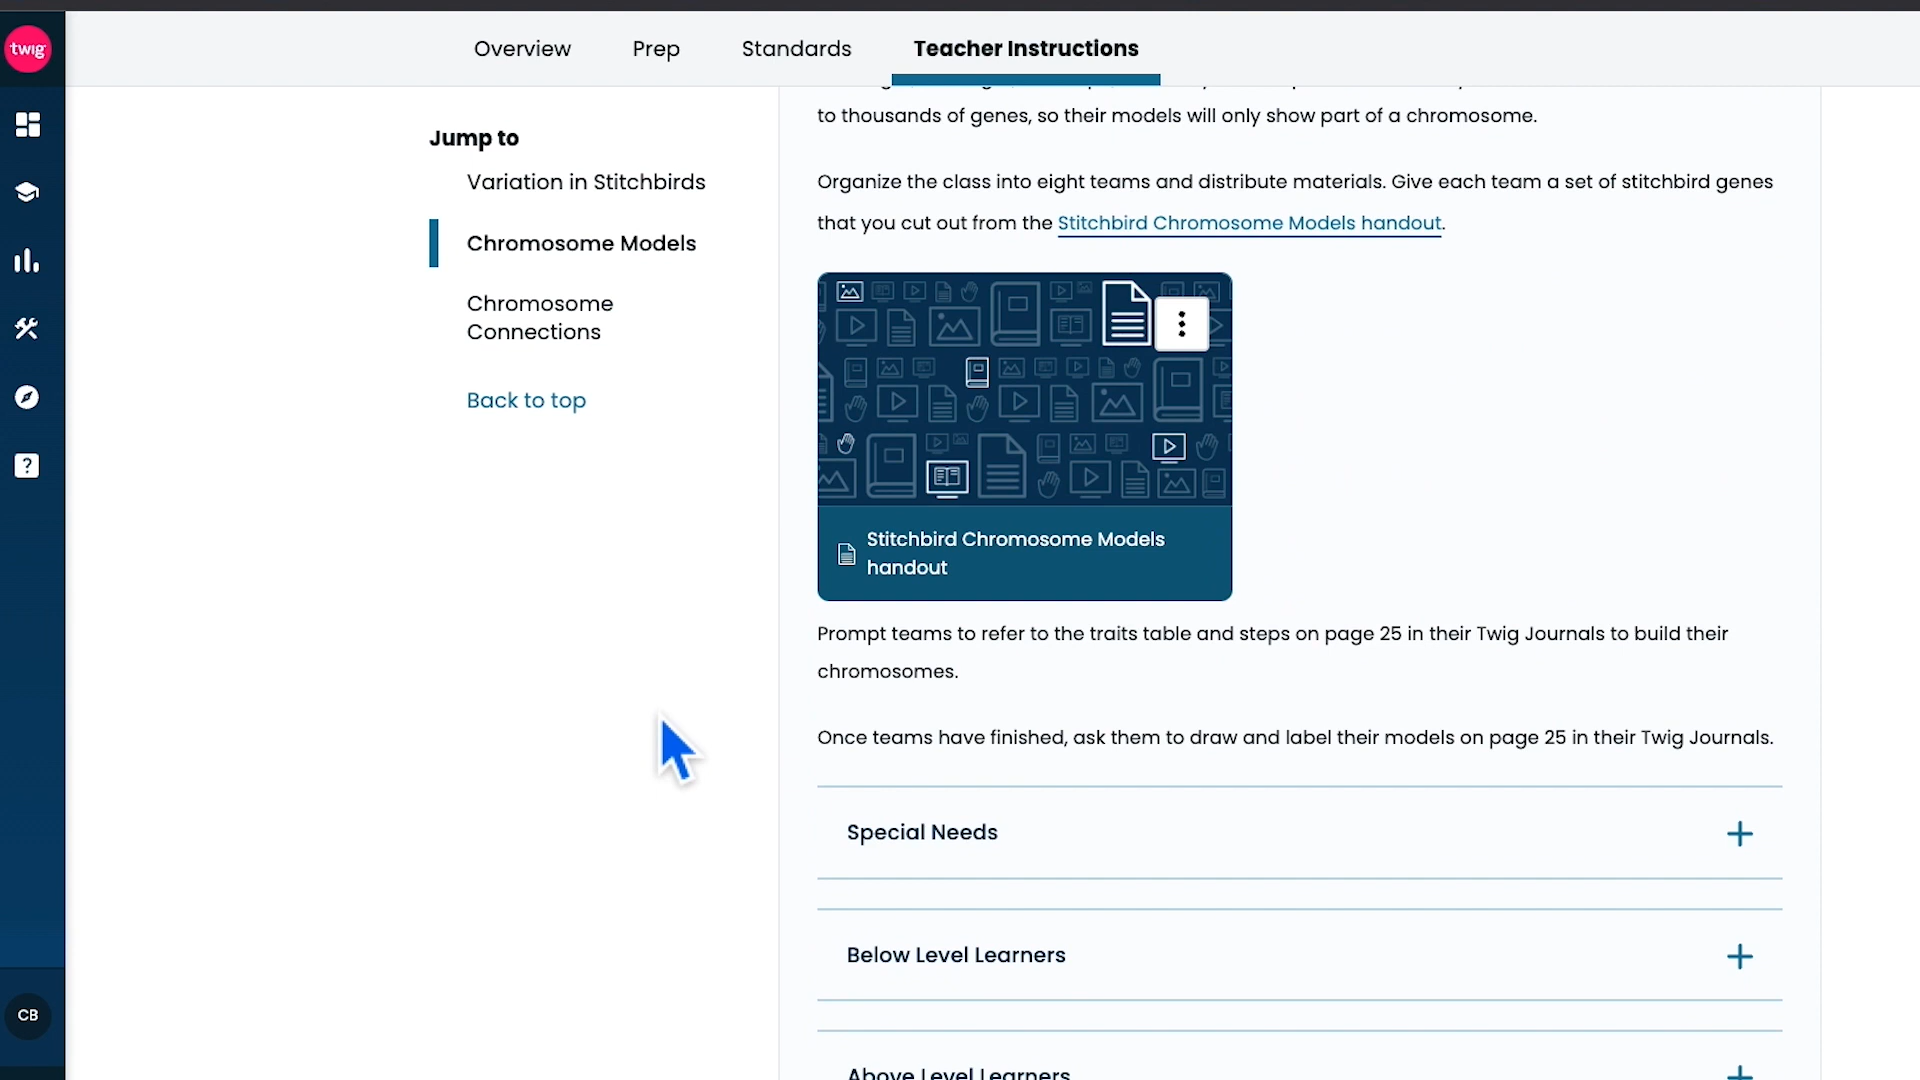 twig
Overview
Prep
Standards
Teacher Instructions
Jump to
Variation in Stitchbirds
Chromosome Models
Chromosome
Connections
Back to top
to thousands of genes, so their models will only show part of a chromosome.
Organize the class into eight teams and distribute materials. Give each team a set of stitchbird genes
that you cut out from the Stitchbird Chromosome Models handout.
Stitchbird Chromosome Models
handout
Prompt teams to refer to the traits table and steps on page 25 in their Twig Journals to build their
chromosomes.
Once teams have finished, ask them to draw and label their models on page 25 in their Twig Journals.
Special Needs
Below Level Learners
Above Level Learners
?
CB